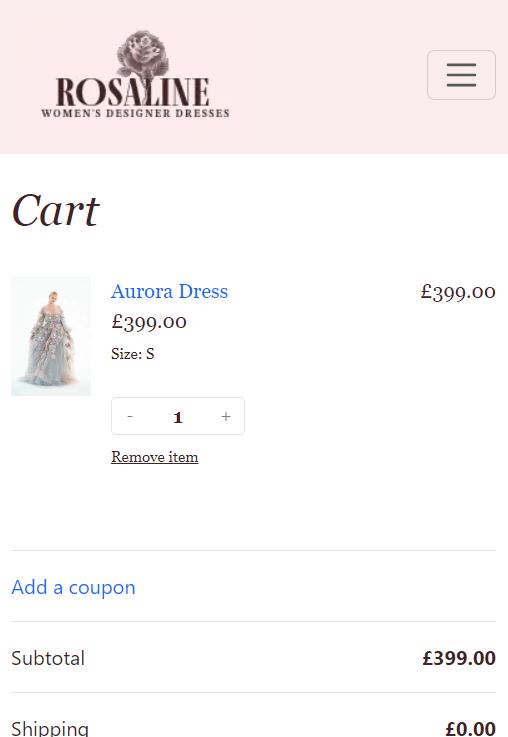 ROSALINE
WOMEN'S DESIGNER DRESSES
Cart
Aurora Dress £399.00
£399.00
Size: S
- 1 +
Remove item
Add a coupon
Subtotal £399.00
Shipping £0.00